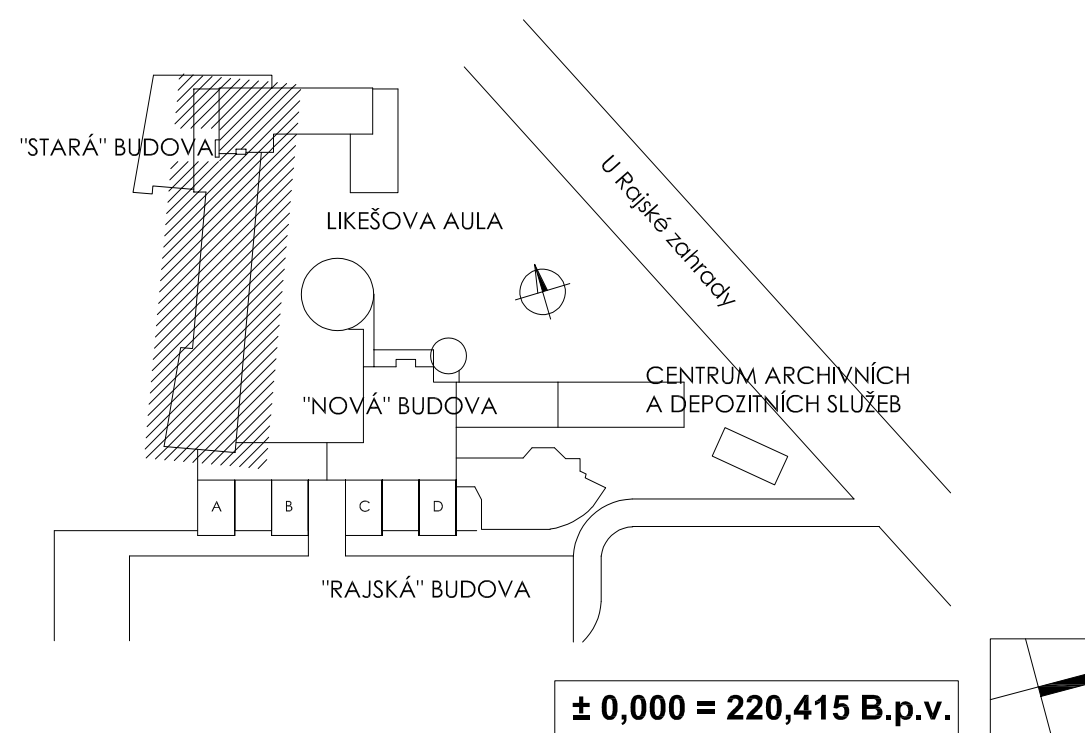 "STARÁ" BUDOVA
LIKEŠOVA AULA
U Rajské zahrady
"NOVÁ" BUDOVA
CENTRUM ARCHIVNÍCH
A DEPOZITNÍCH SLUŽEB
A B C D
"RAJSKÁ" BUDOVA
± 0,000 = 220,415 B.p.v.